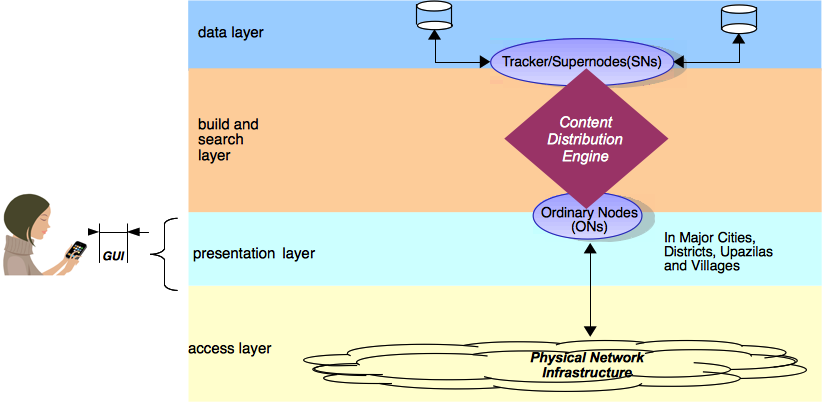 data layer
Tracker/Supernodes(SNs)
build and
search
layer
Content
Distribution
Engine
Ordinary Nodes
(ONs)
GUI
presentation layer
In Major Cities,
Districts, Upazilas
and Villages
access layer
Physical Network
Infrastructure